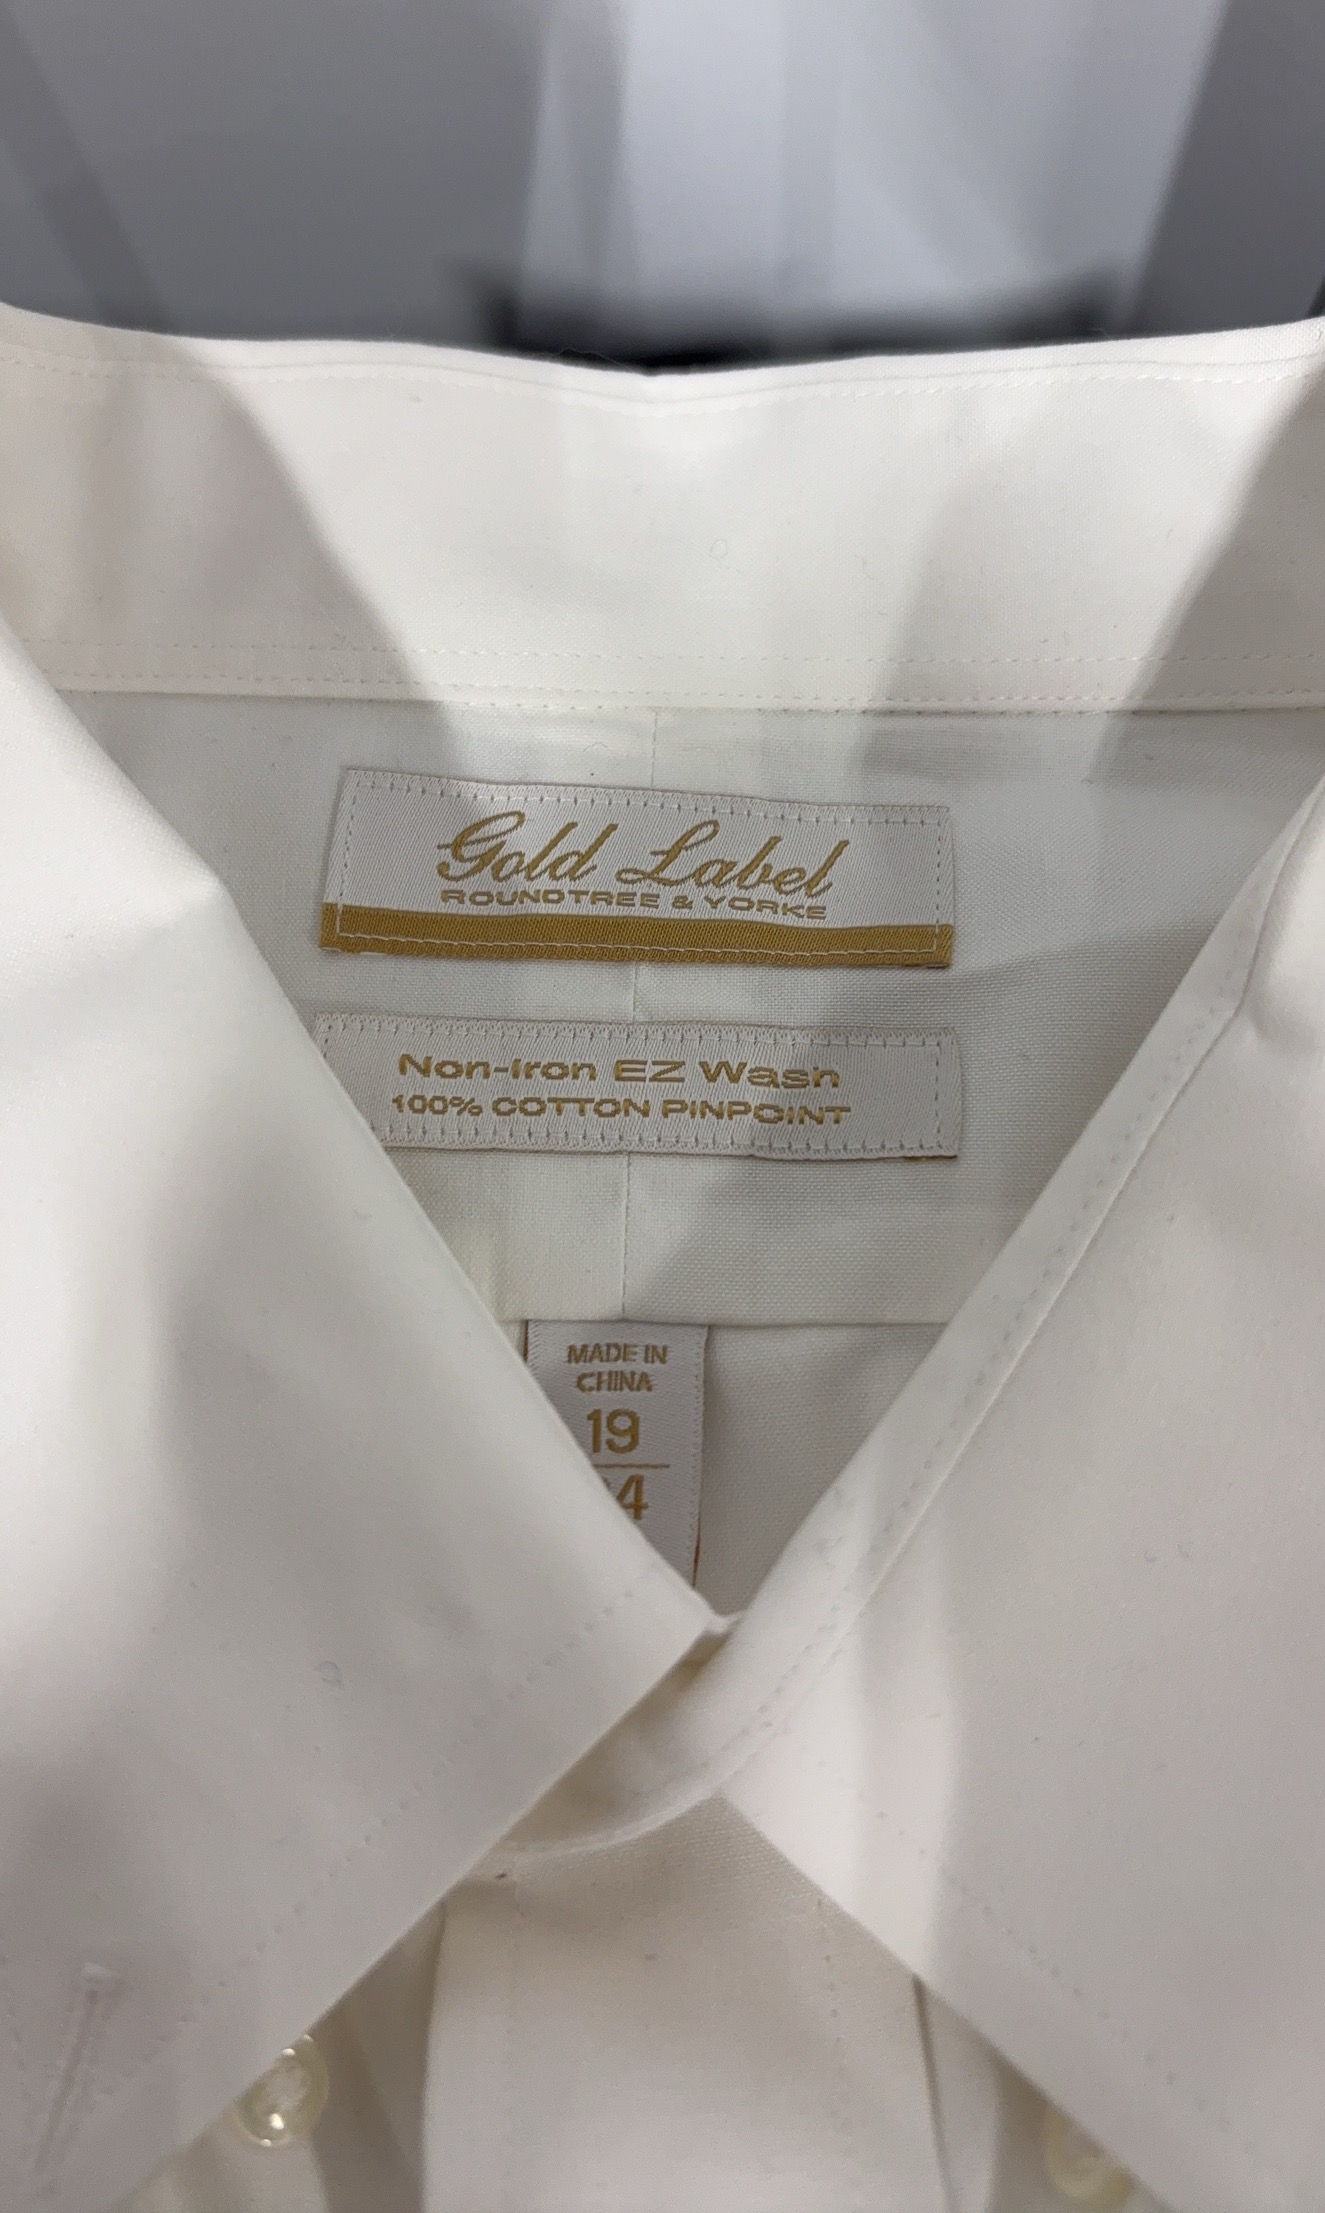 Gold Label
ROUNDTREE & YORKE
Non-Iron EZ Wash
100% COTTON PINPOINT
MADE IN
CHINA
19